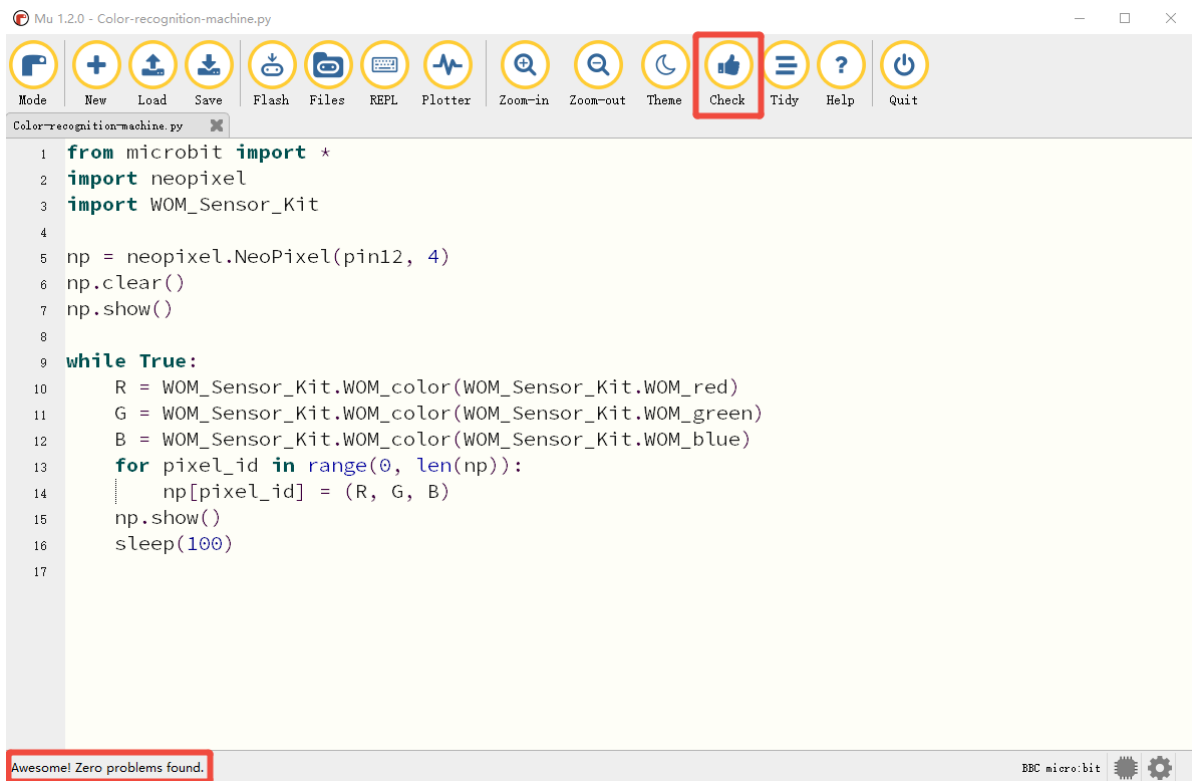 Mu 1.2.0 - Color-recognition-machine.py
Mode New Load Save Flash Files REPL Plotter Zoom-in Zoom-out Theme Check Tidy Help Quit
Color-recognition-machine.py
1 from microbit import *
2 import neopixel
3 import WOM_Sensor_Kit
4
5 np = neopixel.NeoPixel(pin12, 4)
6 np.clear()
7 np.show()
8
9 while True:
10     R = WOM_Sensor_Kit.WOM_color(WOM_Sensor_Kit.WOM_red)
11     G = WOM_Sensor_Kit.WOM_color(WOM_Sensor_Kit.WOM_green)
12     B = WOM_Sensor_Kit.WOM_color(WOM_Sensor_Kit.WOM_blue)
13     for pixel_id in range(0, len(np)):
14         np[pixel_id] = (R, G, B)
15     np.show()
16     sleep(100)
17
Awesome! Zero problems found. BBC micro:bit